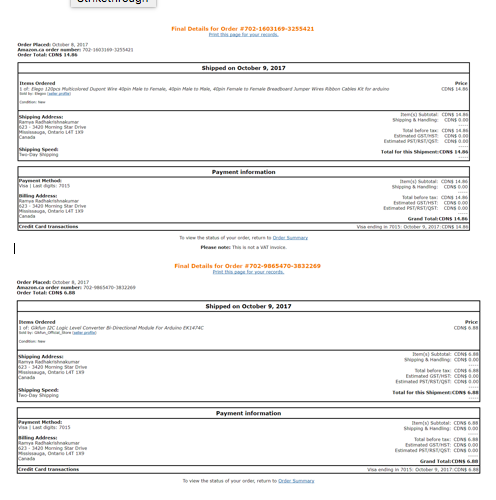 Strikethrough
Final Details for Order #702-1603169-3255421
Print this page for your records.
Order Placed: October 8, 2017
Amazon.ca order number: 702-1603169-3255421
Order Total: CDN$ 14.86
Shipped on October 9, 2017
Items Ordered Price
1 of: Elego 120pcs Multicolored Dupont Wire 40pin Male to Female, 40pin Male to Male, 40pin Female to Female Breadboard Jumper Wires Ribbon Cables Kit for arduino CDN$ 14.86
Sold by: Elegoo (seller profile)
Condition: New
Shipping Address: Item(s) Subtotal: CDN$ 14.86
Ramya Radhakrishnakumar Shipping & Handling: CDN$ 0.00
623 - 3420 Morning Star Drive -----
Mississauga, Ontario L4T 1X9 Total before tax: CDN$ 14.86
Canada Estimated GST/HST: CDN$ 0.00
Estimated PST/RST/QST: CDN$ 0.00
-----
Shipping Speed: Total for this Shipment:CDN$ 14.86
Two-Day Shipping -----
Payment information
Payment Method: Item(s) Subtotal: CDN$ 14.86
Visa | Last digits: 7015 Shipping & Handling: CDN$ 0.00
-----
Billing Address: Total before tax: CDN$ 14.86
Ramya Radhakrishnakumar Estimated GST/HST: CDN$ 0.00
623 - 3420 Morning Star Drive Estimated PST/RST/QST: CDN$ 0.00
Mississauga, Ontario L4T 1X9 -----
Canada Grand Total:CDN$ 14.86
Credit Card transactions Visa ending in 7015: October 9, 2017:CDN$ 14.86
To view the status of your order, return to Order Summary
Please note: This is not a VAT invoice.
Final Details for Order #702-9865470-3832269
Print this page for your records.
Order Placed: October 9, 2017
Amazon.ca order number: 702-9865470-3832269
Order Total: CDN$ 6.88
Shipped on October 9, 2017
Items Ordered Price
1 of: Gikfun I2C Logic Level Converter Bi-Directional Module For Arduino EK1474C CDN$ 6.88
Sold by: Gikfun_Official_Store (seller profile)
Condition: New
Shipping Address: Item(s) Subtotal: CDN$ 6.88
Ramya Radhakrishnakumar Shipping & Handling: CDN$ 0.00
623 - 3420 Morning Star Drive -----
Mississauga, Ontario L4T 1X9 Total before tax: CDN$ 6.88
Canada Estimated GST/HST: CDN$ 0.00
Estimated PST/RST/QST: CDN$ 0.00
-----
Shipping Speed: Total for this Shipment:CDN$ 6.88
Two-Day Shipping -----
Payment information
Payment Method: Item(s) Subtotal: CDN$ 6.88
Visa | Last digits: 7015 Shipping & Handling: CDN$ 0.00
-----
Billing Address: Total before tax: CDN$ 6.88
Ramya Radhakrishnakumar Estimated GST/HST: CDN$ 0.00
623 - 3420 Morning Star Drive Estimated PST/RST/QST: CDN$ 0.00
Mississauga, Ontario L4T 1X9 -----
Canada Grand Total:CDN$ 6.88
Credit Card transactions Visa ending in 7015: October 9, 2017:CDN$ 6.88
To view the status of your order, return to Order Summary